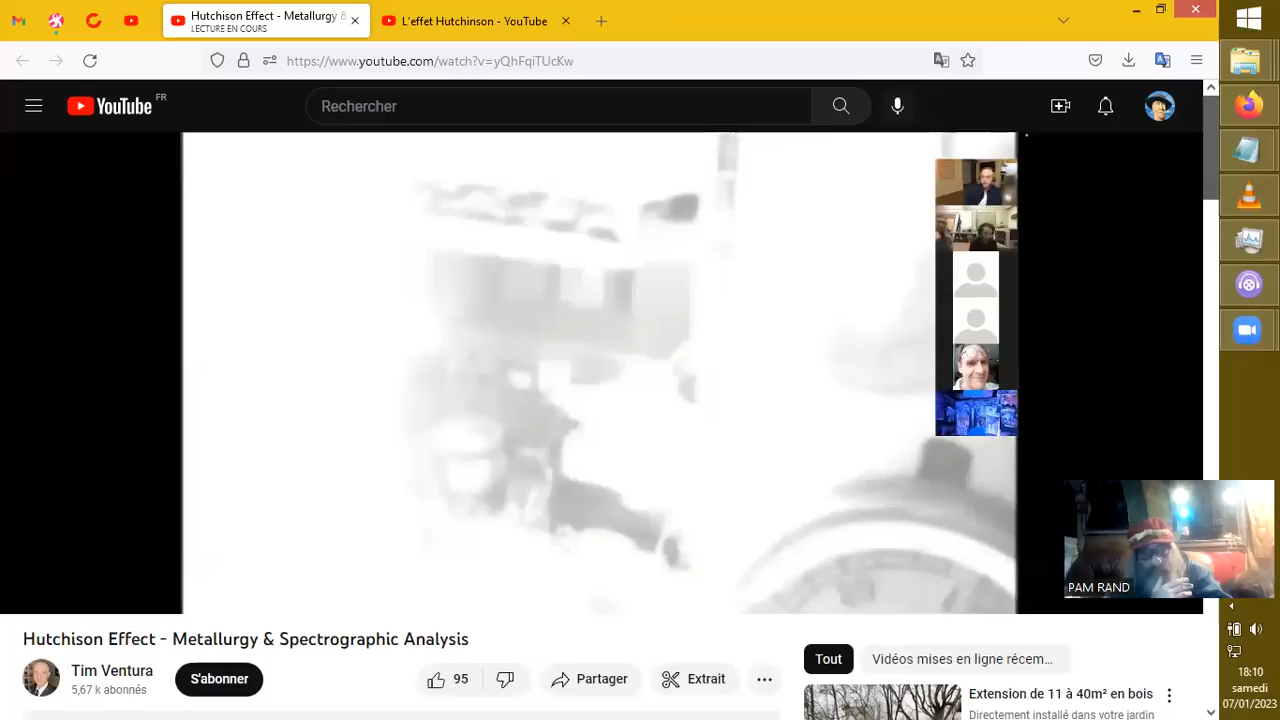 Hutchison Effect - Metallurgy &
LECTURE EN COURS
L'effet Hutchinson - YouTube
https://www.youtube.com/watch?v=yQhFqiTUcKw
YouTube FR
Rechercher
PAM RAND
Hutchison Effect - Metallurgy & Spectrographic Analysis
Tim Ventura
5,67 k abonnés
S'abonner
95
Partager
Extrait
Tout
Vidéos mises en ligne récem...
Extension de 11 à 40m² en bois
Directement installé dans votre jardin
18:10
samedi
07/01/2023